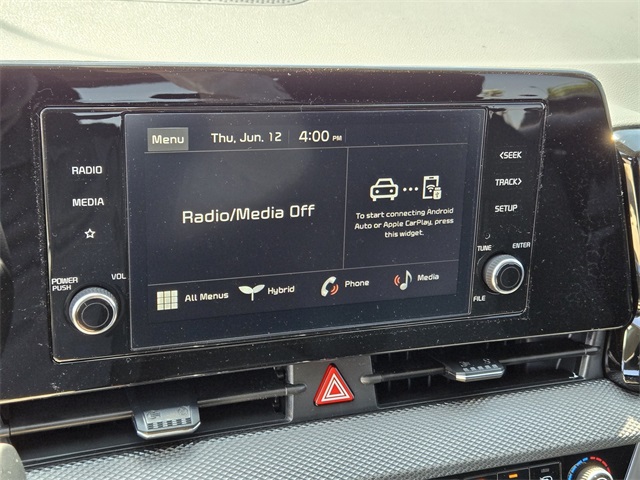 Menu Thu, Jun. 12 4:00 PM
Radio/Media Off
To start connecting Android
Auto or Apple CarPlay, press
this widget.
All Menus Hybrid Phone Media
RADIO
MEDIA
POWER
PUSH
VOL
<SEEK
TRACK>
SETUP
TUNE
ENTER
FILE